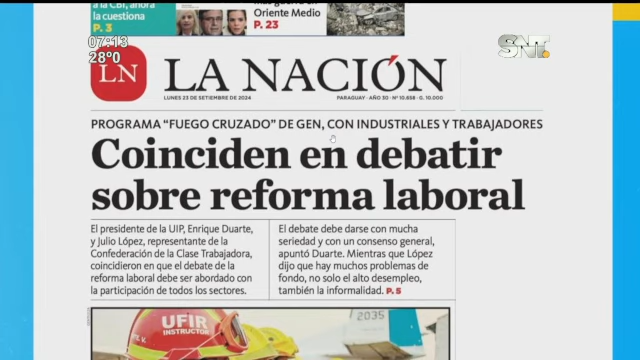 a la CBI, ahora
la cuestiona
P. 3
Oriente Medio
P. 23
07:13
28°0
SNT
LN
LA NACIÓN
LUNES 23 DE SETIEMBRE DE 2024
PARAGUAY - AÑO 30 - Nº 10.658 - G. 10.000
PROGRAMA “FUEGO CRUZADO” DE GEN, CON INDUSTRIALES Y TRABAJADORES
Coinciden en debatir
sobre reforma laboral
El presidente de la UIP, Enrique Duarte,
y Julio López, representante de la
Confederación de la Clase Trabajadora,
coincidieron en que el debate de la
reforma laboral debe ser abordado con
la participación de todos los sectores.
El debate debe darse con mucha
seriedad y con un consenso general,
apuntó Duarte. Mientras que López
dijo que hay muchos problemas de
fondo, no solo el alto desempleo,
también la informalidad. P. 5
UFIR
INSTRUCTOR
2035